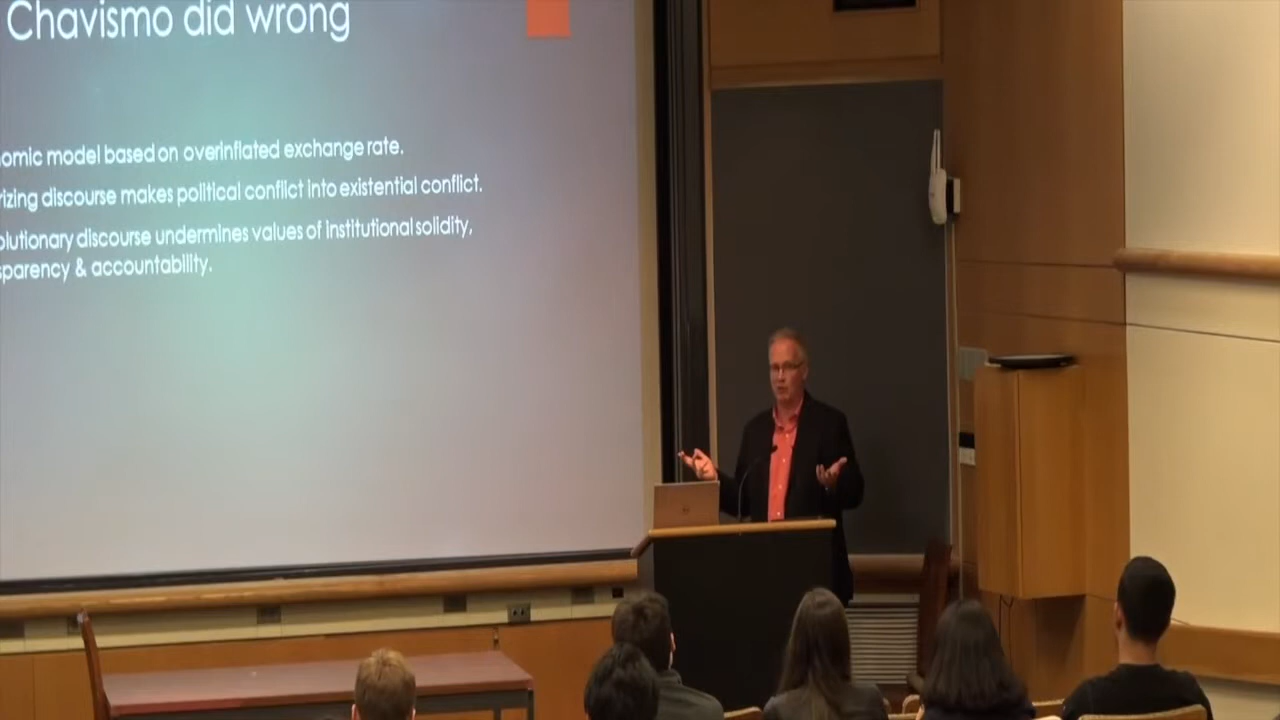 Chavismo did wrong
omic model based on overinflated exchange rate.
rizing discourse makes political conflict into existential conflict.
olutionary discourse undermines values of institutional solidity,
sparency & accountability.